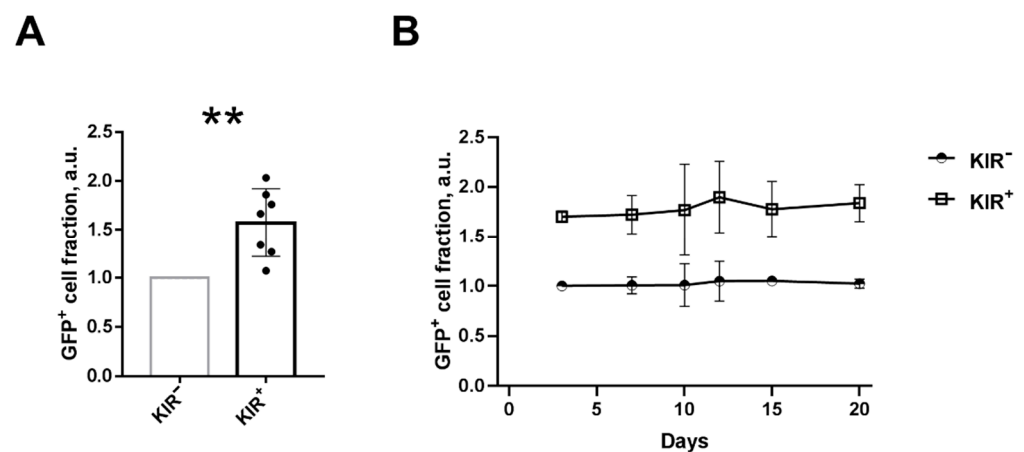 A
**
GFP⁺ cell fraction, a.u.
2.5
2.0
1.5
1.0
0.5
0.0
KIR⁻
KIR⁺
B
GFP⁺ cell fraction, a.u.
2.5
2.0
1.5
1.0
0.5
0.0
0 5 10 15 20
Days
KIR⁻
KIR⁺